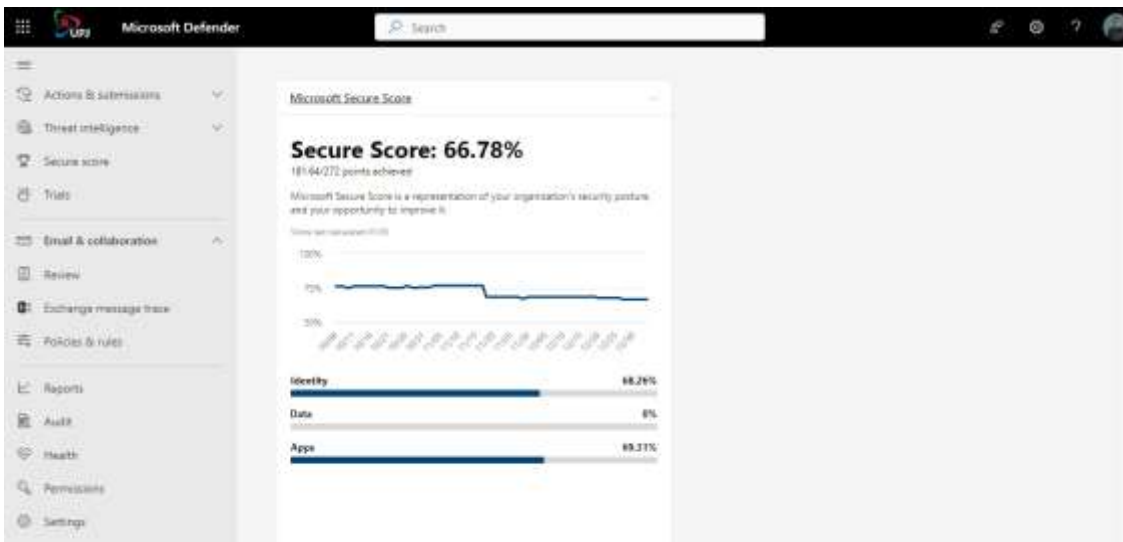 UPJ
Microsoft Defender
Search
Actions & submissions
Threat intelligence
Secure score
Trials
Email & collaboration
Review
Exchange message trace
Policies & rules
Reports
Audit
Health
Permissions
Settings
Microsoft Secure Score
Secure Score: 66.78%
181.64/272 points achieved
Microsoft Secure Score is a representation of your organisation's security posture
and your opportunity to improve it.
100%
75%
50%
Identity 68.26%
Data 0%
Apps 69.31%